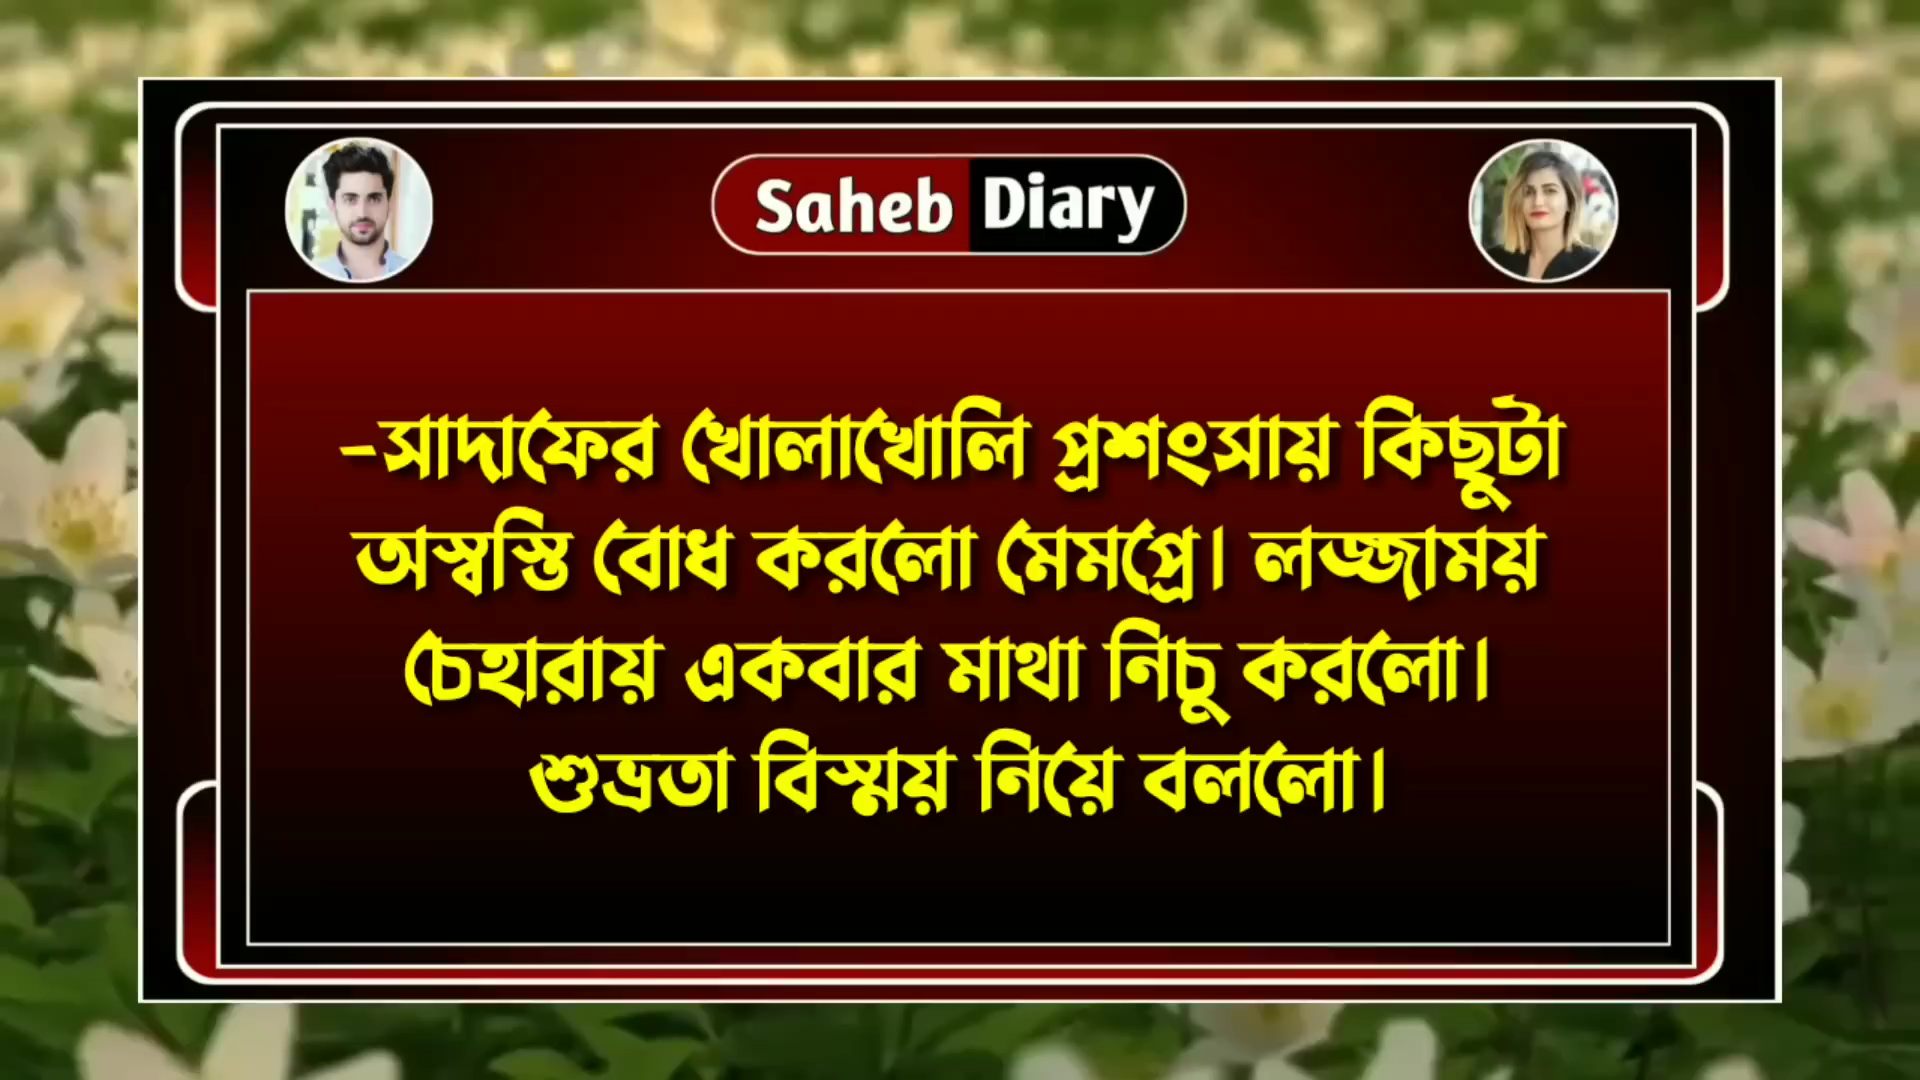 Saheb Diary
-সাদাফের খোলাখোলি প্রশংসায় কিছুটা
অস্বস্তি বোধ করলো মেমপ্রে। লজ্জাময়
চেহারায় একবার মাথা নিচু করলো।
শুভ্রতা বিস্ময় নিয়ে বললো।